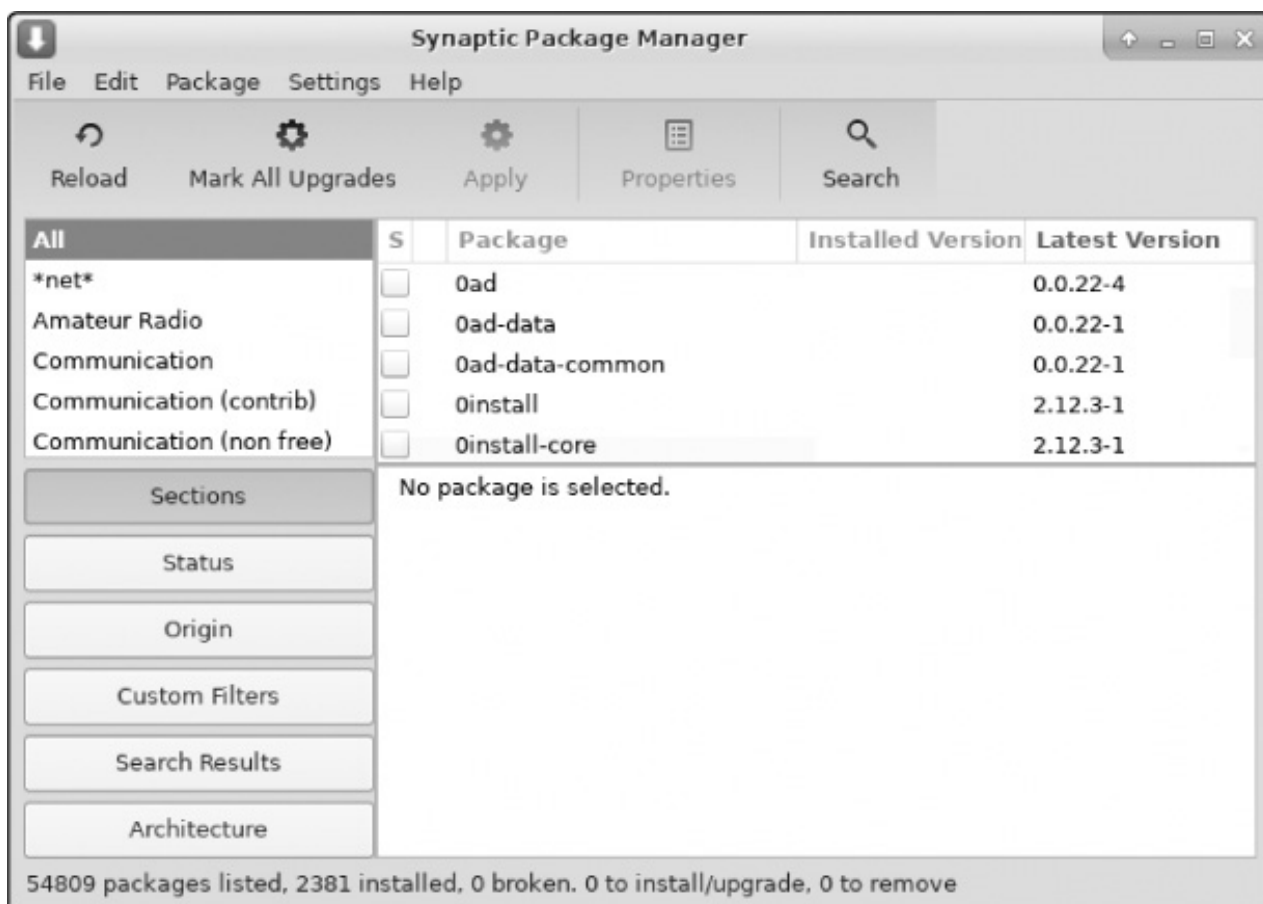 Synaptic Package Manager
File Edit Package Settings Help
Reload Mark All Upgrades Apply Properties Search
All
*net*
Amateur Radio
Communication
Communication (contrib)
Communication (non free)
Sections
Status
Origin
Custom Filters
Search Results
Architecture
S Package Installed Version Latest Version
0ad 0.0.22-4
0ad-data 0.0.22-1
0ad-data-common 0.0.22-1
0install 2.12.3-1
0install-core 2.12.3-1
No package is selected.
54809 packages listed, 2381 installed, 0 broken. 0 to install/upgrade, 0 to remove